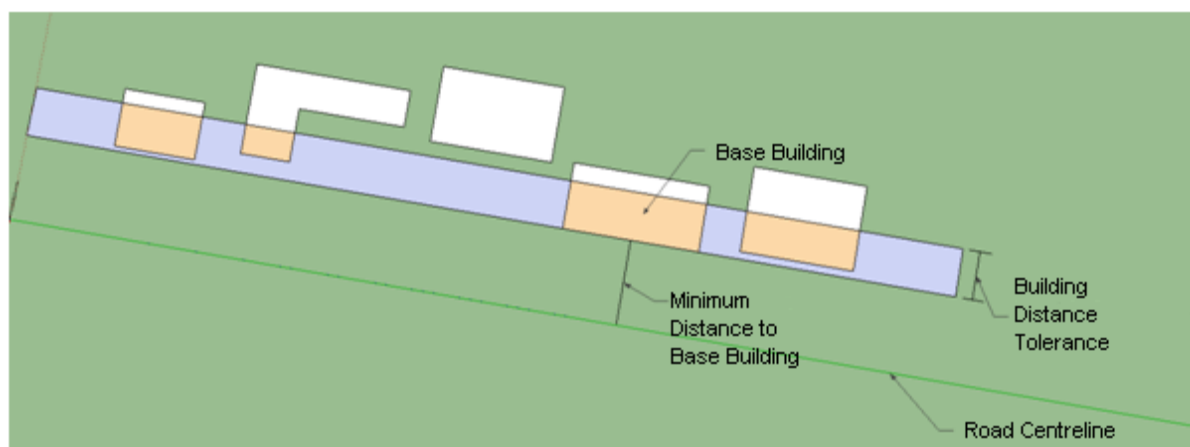 Base Building
Minimum
Distance to
Base Building
Building
Distance
Tolerance
Road Centreline